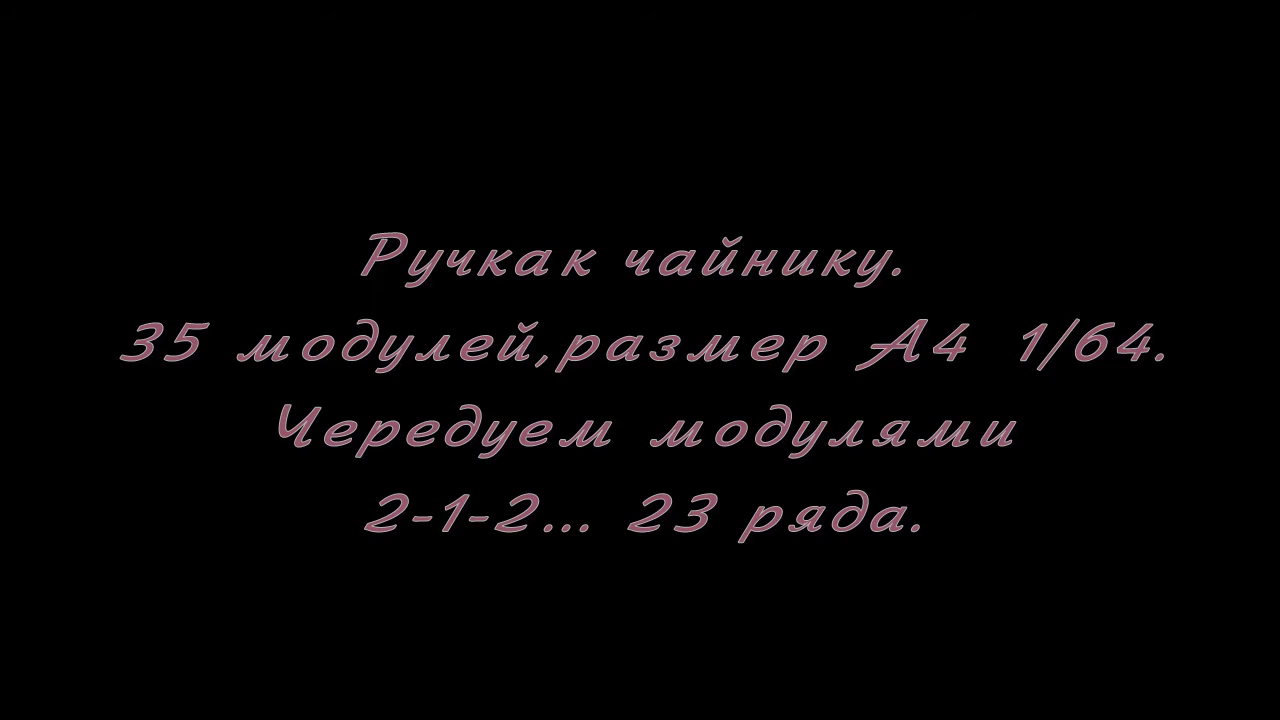 Ручкак чайнику.
35 модулей,размер А4 1/64.
Чередуем модулями
2-1-2... 23 ряда.